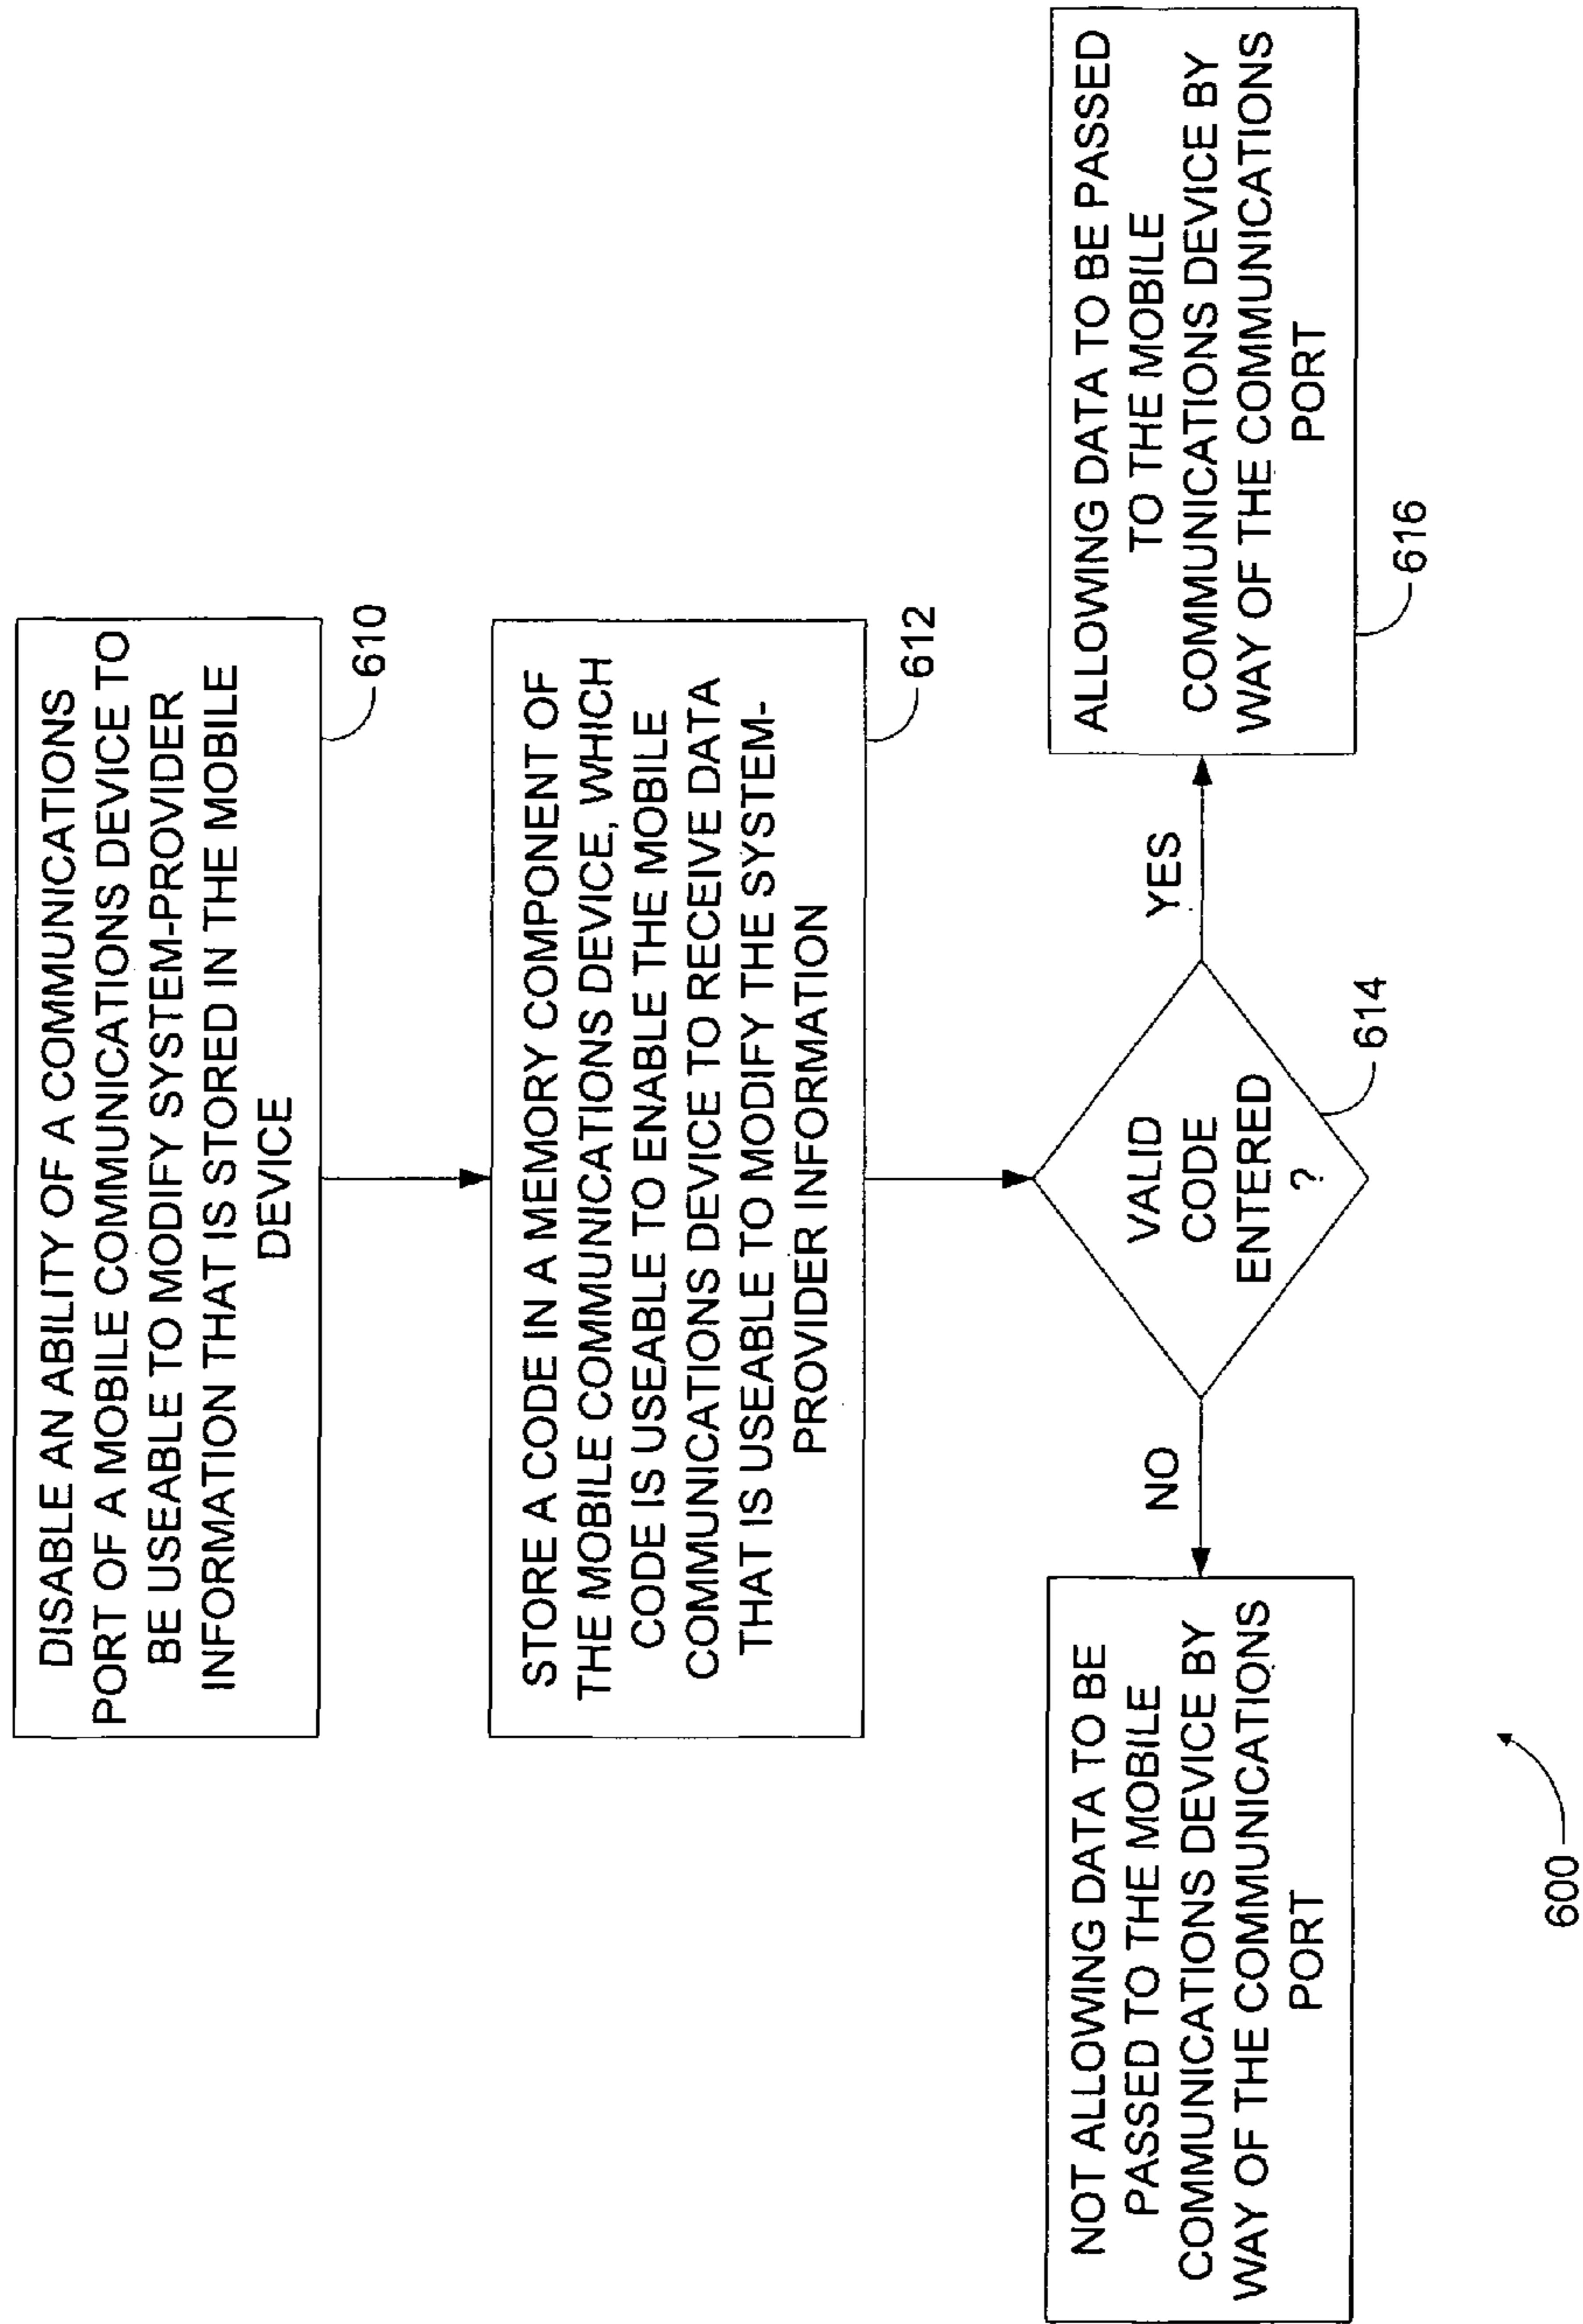 DISABLE AN ABILITY OF A COMMUNICATIONS
PORT OF A MOBILE COMMUNICATIONS DEVICE TO
BE USEABLE TO MODIFY SYSTEM-PROVIDER
INFORMATION THAT IS STORED IN THE MOBILE
DEVICE
610
STORE A CODE IN A MEMORY COMPONENT OF
THE MOBILE COMMUNICATIONS DEVICE, WHICH
CODE IS USEABLE TO ENABLE THE MOBILE
COMMUNICATIONS DEVICE TO RECEIVE DATA
THAT IS USEABLE TO MODIFY THE SYSTEM-
PROVIDER INFORMATION
612
VALID
CODE
ENTERED
?
614
NO
YES
NOT ALLOWING DATA TO BE
PASSED TO THE MOBILE
COMMUNICATIONS DEVICE BY
WAY OF THE COMMUNICATIONS
PORT
ALLOWING DATA TO BE PASSED
TO THE MOBILE
COMMUNICATIONS DEVICE BY
WAY OF THE COMMUNICATIONS
PORT
616
600